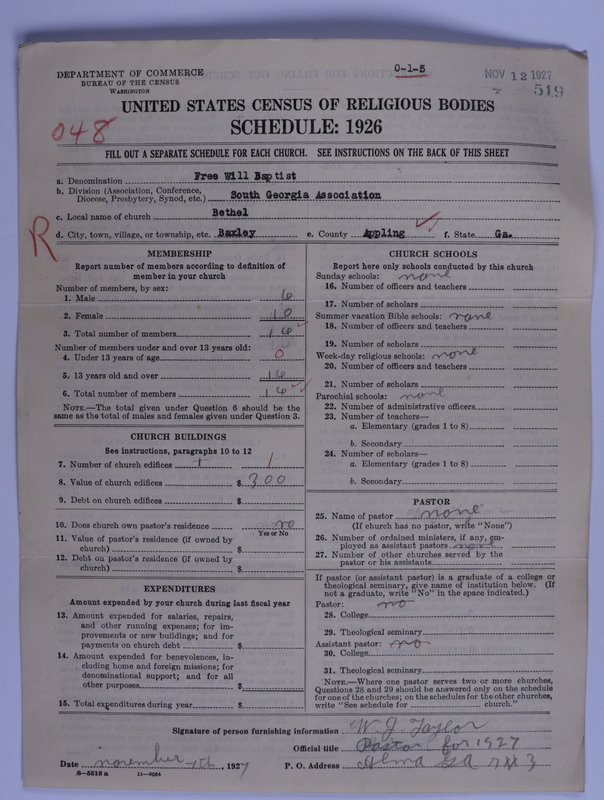 DEPARTMENT OF COMMERCE
BUREAU OF THE CENSUS
WASHINGTON
0-1-5
NOV 12 1927
519
UNITED STATES CENSUS OF RELIGIOUS BODIES
SCHEDULE: 1926
048
FILL OUT A SEPARATE SCHEDULE FOR EACH CHURCH. SEE INSTRUCTIONS ON THE BACK OF THIS SHEET
a. Denomination Free Will Baptist
b. Division (Association, Conference, Diocese, Presbytery, Synod, etc.) South Georgia Association
c. Local name of church Bethel
R
d. City, town, village, or township, etc. Baxley e. County Appling f. State Ga.
MEMBERSHIP
Report number of members according to definition of
member in your church
Number of members, by sex:
1. Male 6
2. Female 10
3. Total number of members 16
Number of members under and over 13 years old:
4. Under 13 years of age 0
5. 13 years old and over 16
6. Total number of members 16
NOTE.—The total given under Question 6 should be
same as the total of males and females given under Question 3.
CHURCH BUILDINGS
See instructions, paragraphs 10 to 12
7. Number of church edifices 1
8. Value of church edifices $ 300
9. Debt on church edifices $
10. Does church own pastor's residence no
Yes or No
11. Value of pastor's residence (if owned by
church) $
12. Debt on pastor's residence (if owned by
church) $
EXPENDITURES
Amount expended by your church during last fiscal year
13. Amount expended for salaries, repairs,
and other running expenses; for im-
provements or new buildings; and for
payments on church debt $
14. Amount expended for benevolences, in-
cluding home and foreign missions; for
denominational support; and for all
other purposes $
15. Total expenditures during year $
CHURCH SCHOOLS
Report here only schools conducted by this church
Sunday schools: none
16. Number of officers and teachers
17. Number of scholars
Summer vacation Bible schools: none
18. Number of officers and teachers
19. Number of scholars
Week-day religious schools: none
20. Number of officers and teachers
21. Number of scholars
Parochial schools: none
22. Number of administrative officers
23. Number of teachers—
a. Elementary (grades 1 to 8)
b. Secondary
24. Number of scholars—
a. Elementary (grades 1 to 8)
b. Secondary
PASTOR
25. Name of pastor none
(If church has no pastor, write "None")
26. Number of ordained ministers, if any, em-
ployed as assistant pastors none
27. Number of other churches served by the
pastor or his assistants
If pastor (or assistant pastor) is a graduate of a college or
theological seminary, give name of institution below. (If
not a graduate, write "No" in the space indicated.)
Pastor: no
28. College
29. Theological seminary
Assistant pastor: no
30. College
31. Theological seminary
NOTE.—Where one pastor serves two or more churches,
Questions 28 and 29 should be answered only on the schedule
for one of the churches; on the schedules for the other churches,
write "See schedule for church."
Signature of person furnishing information W. J. Taylor
Official title Pastor for 1927
Date november 7th, 1927 P. O. Address Alma Ga
8-5518 a 11-9084